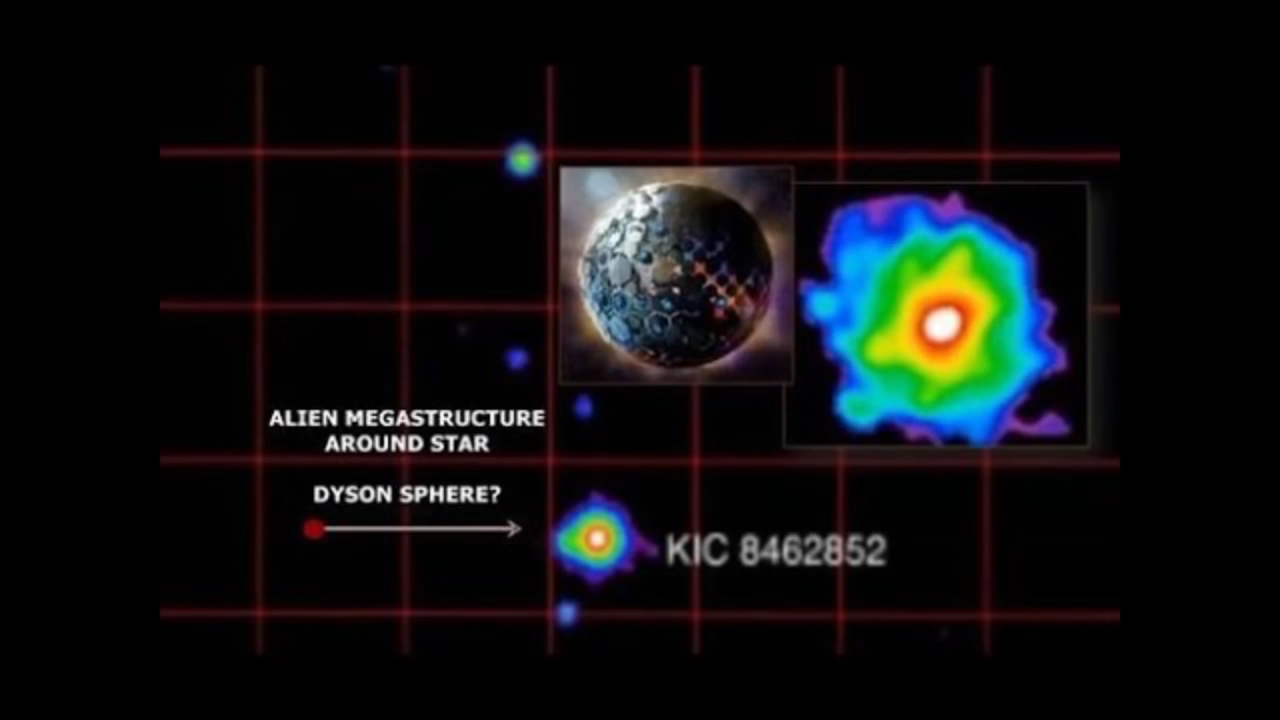 ALIEN MEGASTRUCTURE
AROUND STAR
DYSON SPHERE?
KIC 8462852